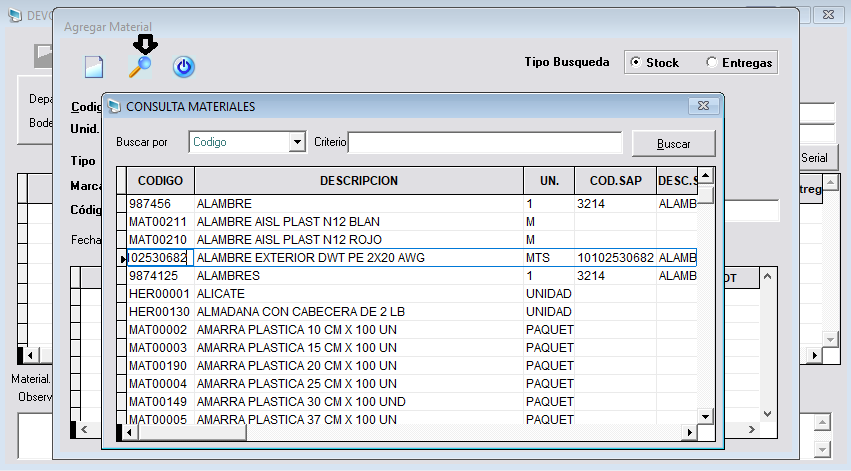 DEVO
Agregar Material
Tipo Busqueda Stock Entregas
Depa
Bode
Codig
Unid.
Tipo
Marca
Códig
Fecha
Serial
treg
OT
Material.
Observ
CONSULTA MATERIALES
Buscar por Codigo Criterio Buscar
CODIGO DESCRIPCION UN. COD.SAP DESC.S
987456 ALAMBRE 1 3214 ALAMB
MAT00211 ALAMBRE AISL PLAST N12 BLAN M
MAT00210 ALAMBRE AISL PLAST N12 ROJO M
102530682 ALAMBRE EXTERIOR DWT PE 2X20 AWG MTS 10102530682 ALAMB
9874125 ALAMBRES 1 3214 ALAMB
HER00001 ALICATE UNIDAD
HER00130 ALMADANA CON CABECERA DE 2 LB UNIDAD
MAT00002 AMARRA PLASTICA 10 CM X 100 UN PAQUET
MAT00003 AMARRA PLASTICA 15 CM X 100 UN PAQUET
MAT00190 AMARRA PLASTICA 20 CM X 100 UN PAQUET
MAT00004 AMARRA PLASTICA 25 CM X 100 UN PAQUET
MAT00149 AMARRA PLASTICA 30 CM X 100 UND PAQUET
MAT00005 AMARRA PLASTICA 37 CM X 100 UN PAQUET